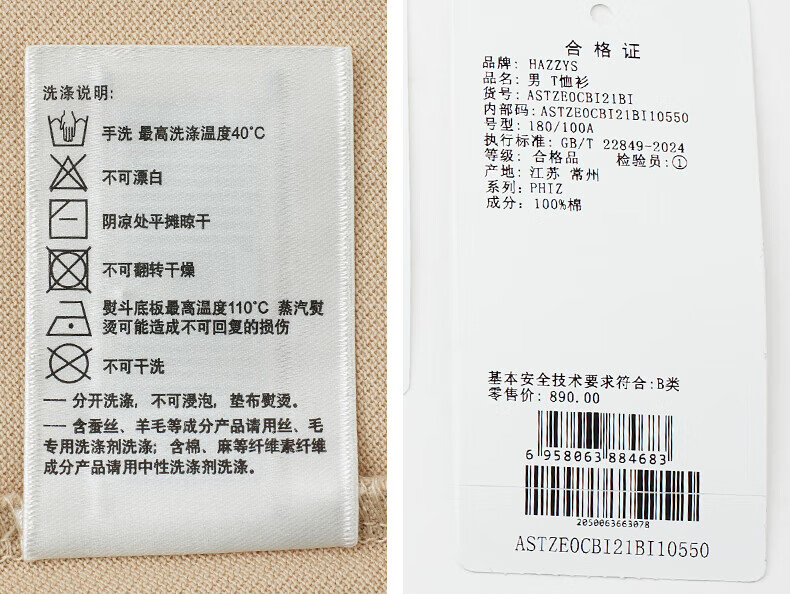 洗涤说明:
手洗 最高洗涤温度40°C
不可漂白
阴凉处平摊晾干
不可翻转干燥
熨斗底板最高温度110°C 蒸汽熨
烫可能造成不可回复的损伤
不可干洗
— 分开洗涤, 不可浸泡, 垫布熨烫。
— 含蚕丝、羊毛等成分产品请用丝、毛
专用洗涤剂洗涤; 含棉、麻等纤维素纤维
成分产品请用中性洗涤剂洗涤。
合格证
品牌: HAZZYS
品名: 男 T恤衫
货号: ASTZE0CBI21BI
内部码: ASTZE0CBI21BI10550
号型: 180/100A
执行标准: GB/T 22849-2024
等级: 合格品 检验员:①
产地: 江苏 常州
系列: PHIZ
成分: 100%棉
基本安全技术要求符合:B类
零售价: 890.00
6 958063 884683
2050063663078
ASTZE0CBI21BI10550